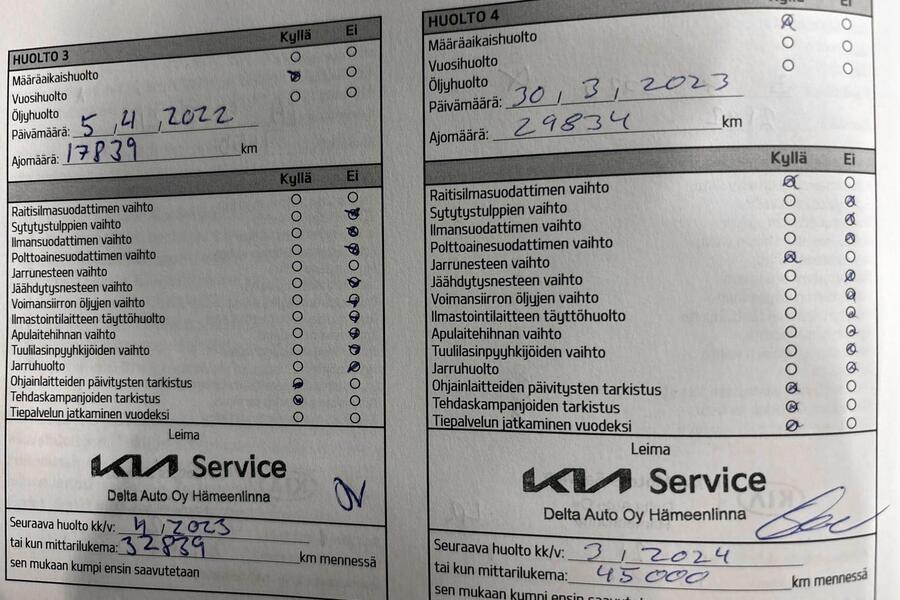 HUOLTO 3
Kyllä Ei
Määräaikaishuolto
Vuosihuolto
Öljyhuolto
Päivämäärä: 5,4,2022
Ajomäärä: 17839 km
Kyllä Ei
Raitisilmasuodattimen vaihto
Sytytystulppien vaihto
Ilmansuodattimen vaihto
Polttoainesuodattimen vaihto
Jarrunesteen vaihto
Jäähdytysnesteen vaihto
Voimansiirron öljyjen vaihto
Ilmastointilaitteen täyttöhuolto
Apulaitehihnan vaihto
Tuulilasinpyyhkijöiden vaihto
Jarruhuolto
Ohjainlaitteiden päivitysten tarkistus
Tehdaskampanjoiden tarkistus
Tiepalvelun jatkaminen vuodeksi
Leima
KIA Service
Delta Auto Oy Hämeenlinna
Seuraava huolto kk/v: 4, 2023
tai kun mittarilukema: 32839 km mennessä
sen mukaan kumpi ensin saavutetaan
HUOLTO 4
Kyllä Ei
Määräaikaishuolto
Vuosihuolto
Öljyhuolto
Päivämäärä: 30, 3, 2023
Ajomäärä: 29834 km
Kyllä Ei
Raitisilmasuodattimen vaihto
Sytytystulppien vaihto
Ilmansuodattimen vaihto
Polttoainesuodattimen vaihto
Jarrunesteen vaihto
Jäähdytysnesteen vaihto
Voimansiirron öljyjen vaihto
Ilmastointilaitteen täyttöhuolto
Apulaitehihnan vaihto
Tuulilasinpyyhkijöiden vaihto
Jarruhuolto
Ohjainlaitteiden päivitysten tarkistus
Tehdaskampanjoiden tarkistus
Tiepalvelun jatkaminen vuodeksi
Leima
KIA Service
Delta Auto Oy Hämeenlinna
Seuraava huolto kk/v: 3, 2024
tai kun mittarilukema: 45000 km mennessä
sen mukaan kumpi ensin saavutetaan